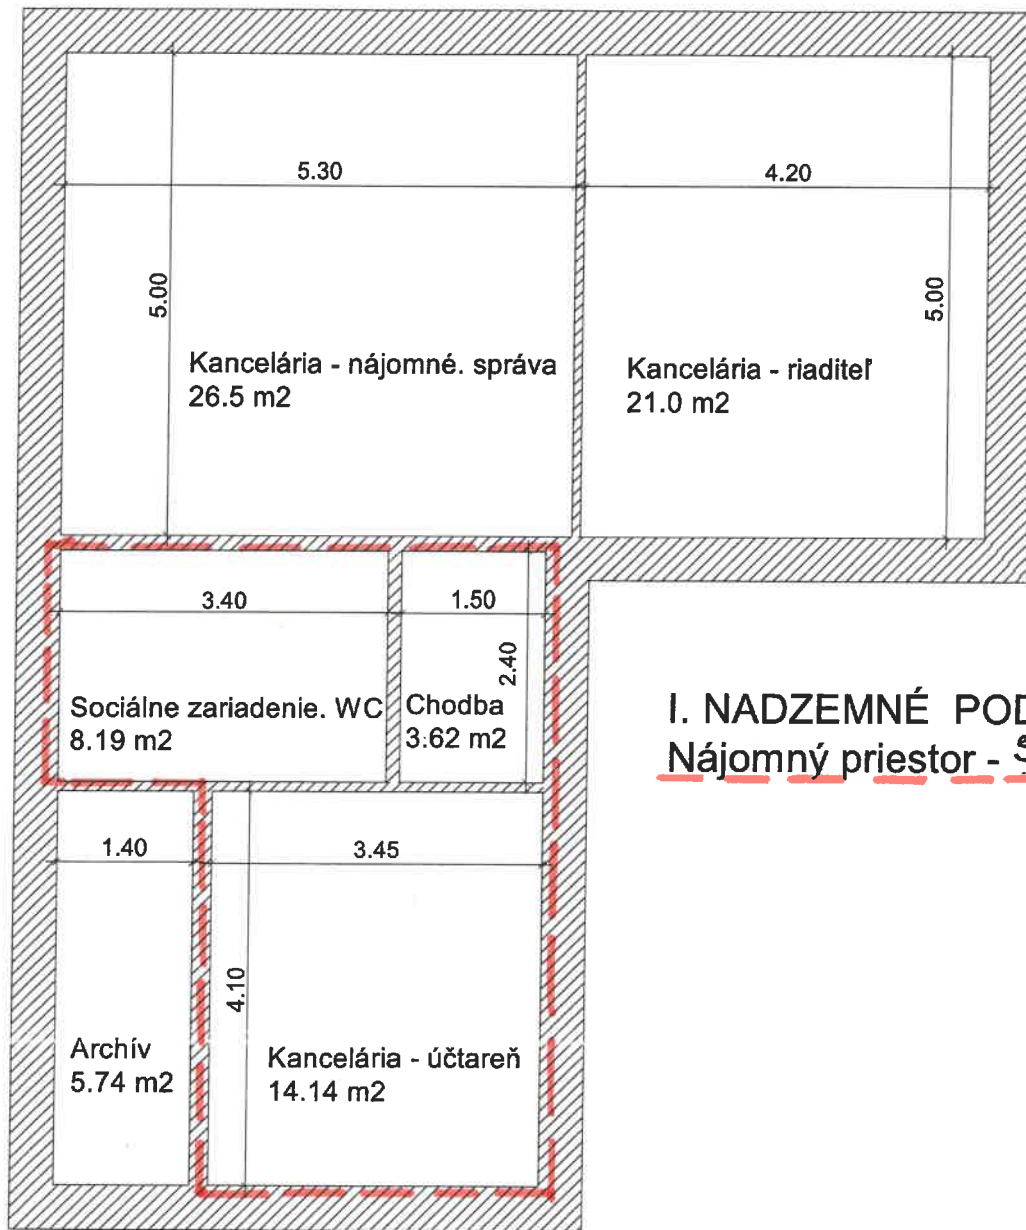 5.30
4.20
5.00
5.00
Kancelária - nájomné. správa
26.5 m2
Kancelária - riaditeľ
21.0 m2
3.40
1.50
2.40
Sociálne zariadenie. WC
8.19 m2
Chodba
3.62 m2
I. NADZEMNÉ POD
Nájomný priestor -
1.40
3.45
4.10
Archív
5.74 m2
Kancelária - účtareň
14.14 m2